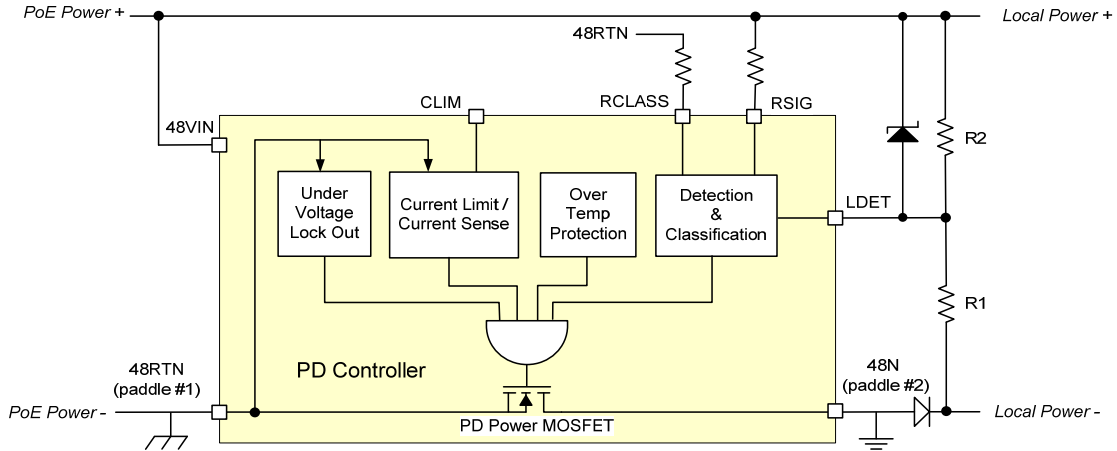 PoE Power +
Local Power +
48RTN
CLIM
RCLASS
RSIG
48VIN
R2
Under
Voltage
Lock Out
Current Limit /
Current Sense
Over
Temp
Protection
Detection
&
Classification
LDET
R1
PD Controller
48RTN
(paddle #1)
48N
(paddle #2)
PoE Power -
Local Power -
PD Power MOSFET